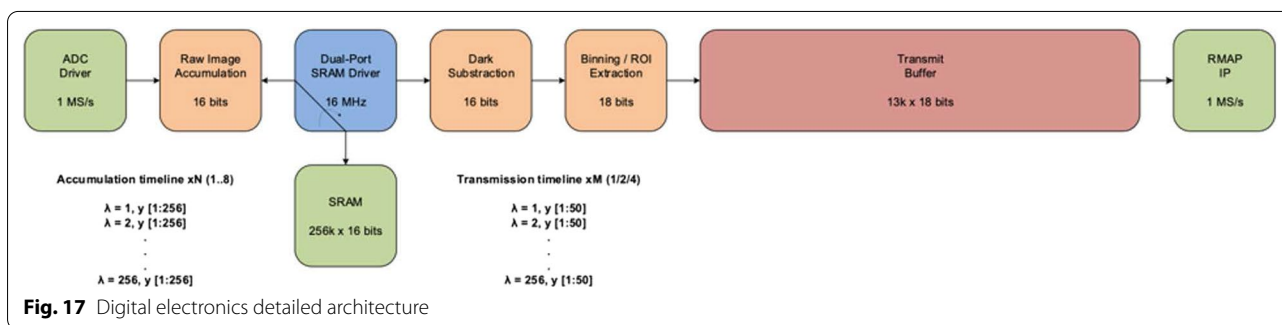 ADC
Driver
1 MS/s
Raw Image
Accumulation
16 bits
Dual-Port
SRAM Driver
16 MHz
Dark
Substraction
16 bits
Binning / ROI
Extraction
18 bits
Transmit
Buffer
13k x 18 bits
RMAP
IP
1 MS/s
Accumulation timeline xN (1..8)
λ = 1, y [1:256]
λ = 2, y [1:256]
.
.
.
λ = 256, y [1:256]
SRAM
256k x 16 bits
Transmission timeline xM (1/2/4)
λ = 1, y [1:50]
λ = 2, y [1:50]
.
.
.
λ = 256, y [1:50]
Fig. 17 Digital electronics detailed architecture